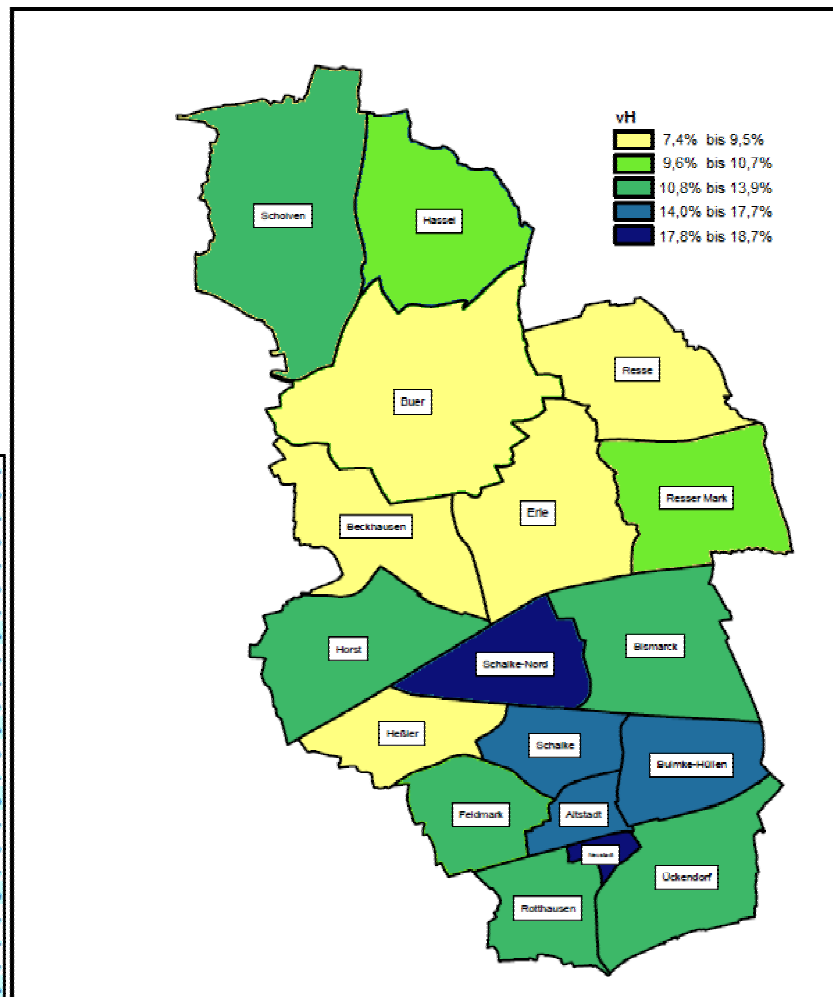 vH
7,4% bis 9,5%
9,6% bis 10,7%
10,8% bis 13,9%
14,0% bis 17,7%
17,8% bis 18,7%
Scholven
Hassel
Resse
Buer
Resser Mark
Erle
Beckhausen
Horst
Bismarck
Schalke-Nord
Heßler
Schalke
Bulmke-Hüllen
Feldmark
Altstadt
Neustadt
Ückendorf
Rotthausen